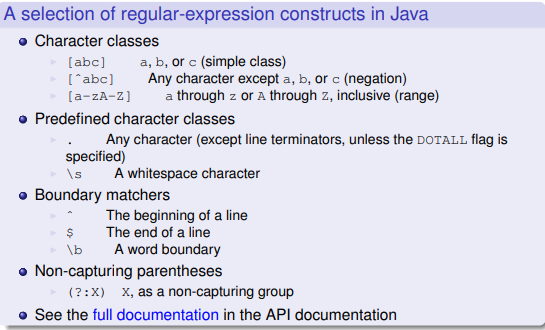 A selection of regular-expression constructs in Java
Character classes
[abc] a, b, or c (simple class)
[^abc] Any character except a, b, or c (negation)
[a-zA-Z] a through z or A through Z, inclusive (range)
Predefined character classes
. Any character (except line terminators, unless the DOTALL flag is
specified)
\s A whitespace character
Boundary matchers
^ The beginning of a line
$ The end of a line
\b A word boundary
Non-capturing parentheses
(?:X) X, as a non-capturing group
See the full documentation in the API documentation